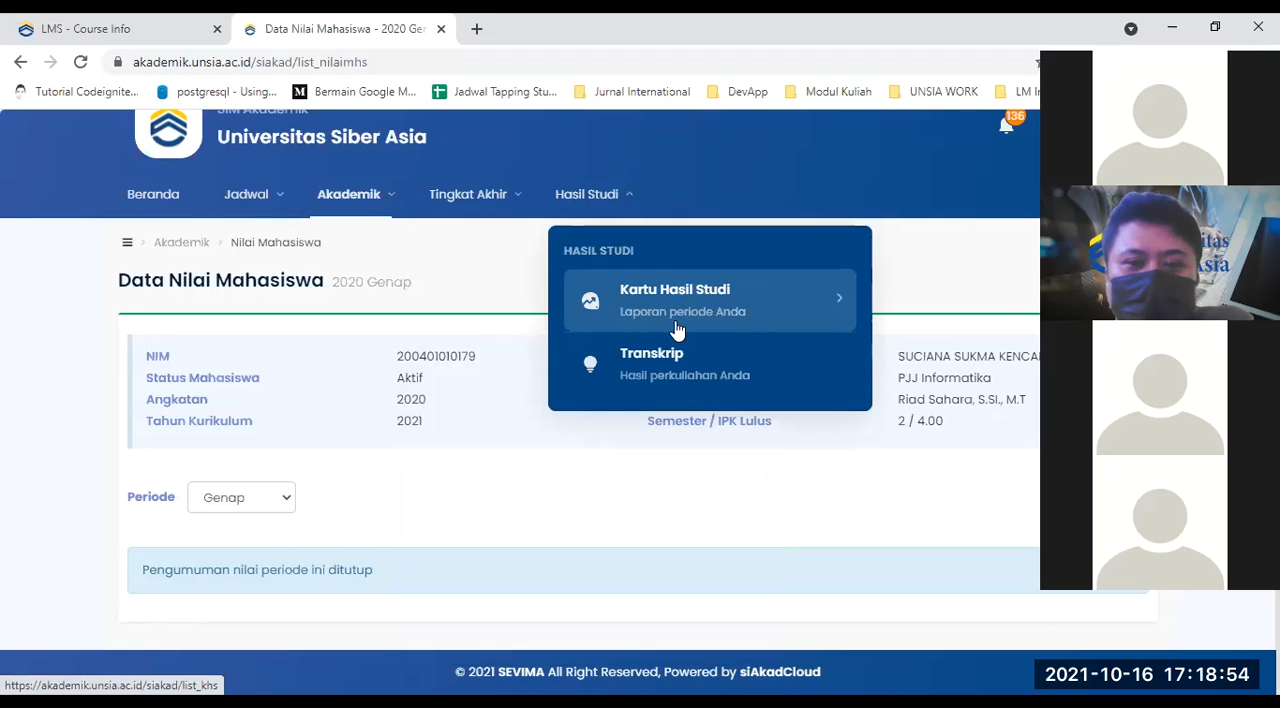 LMS - Course Info
Data Nilai Mahasiswa - 2020 Ger
akademik.unsia.ac.id/siakad/list_nilaimhs
Tutorial Codeignite...
postgresql - Using...
M Bermain Google M...
Jadwal Tapping Stu...
Jurnal International
DevApp
Modul Kuliah
UNSIA WORK
LM In
SIM Akademik
Universitas Siber Asia
136
Beranda
Jadwal
Akademik
Tingkat Akhir
Hasil Studi
Akademik > Nilai Mahasiswa
HASIL STUDI
Kartu Hasil Studi
Laporan periode Anda
Transkrip
Hasil perkuliahan Anda
Data Nilai Mahasiswa 2020 Genap
NIM 200401010179 SUCIANA SUKMA KENCA
Status Mahasiswa Aktif PJJ Informatika
Angkatan 2020 Riad Sahara, S.SI., M.T
Tahun Kurikulum 2021 Semester / IPK Lulus 2 / 4.00
Periode Genap
Pengumuman nilai periode ini ditutup
© 2021 SEVIMA All Right Reserved, Powered by siAkadCloud
https://akademik.unsia.ac.id/siakad/list_khs
2021-10-16 17:18:54